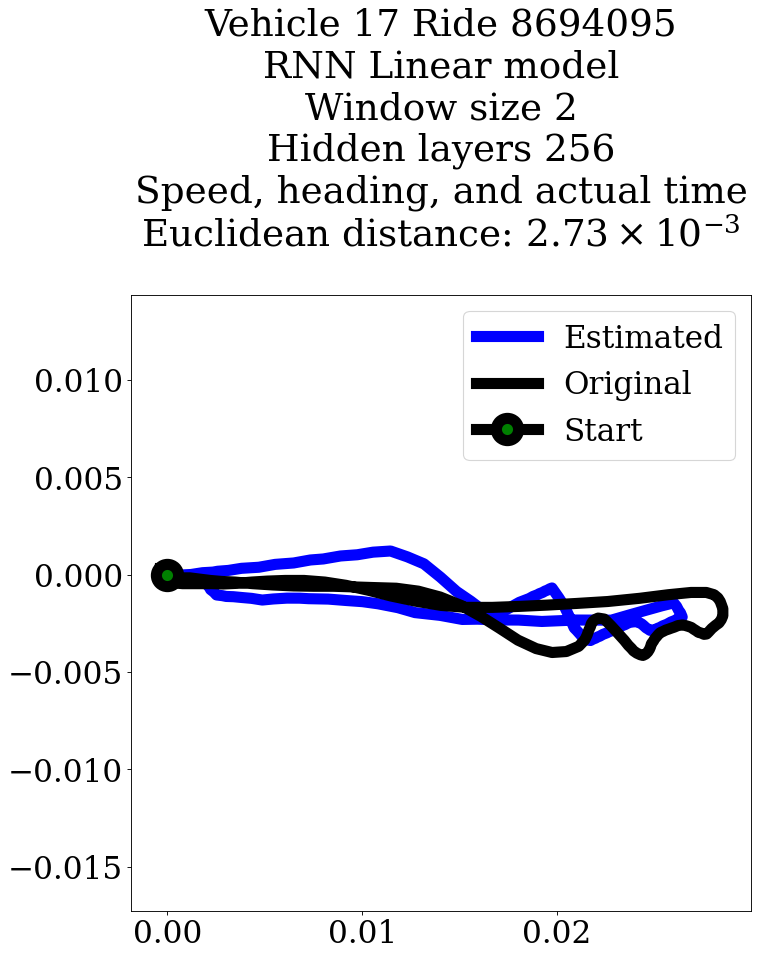 Vehicle 17 Ride 8694095
RNN Linear model
Window size 2
Hidden layers 256
Speed, heading, and actual time
Euclidean distance: 2.73 × 10⁻³
Estimated
Original
Start
0.010
0.005
0.000
−0.005
−0.010
−0.015
0.00 0.01 0.02